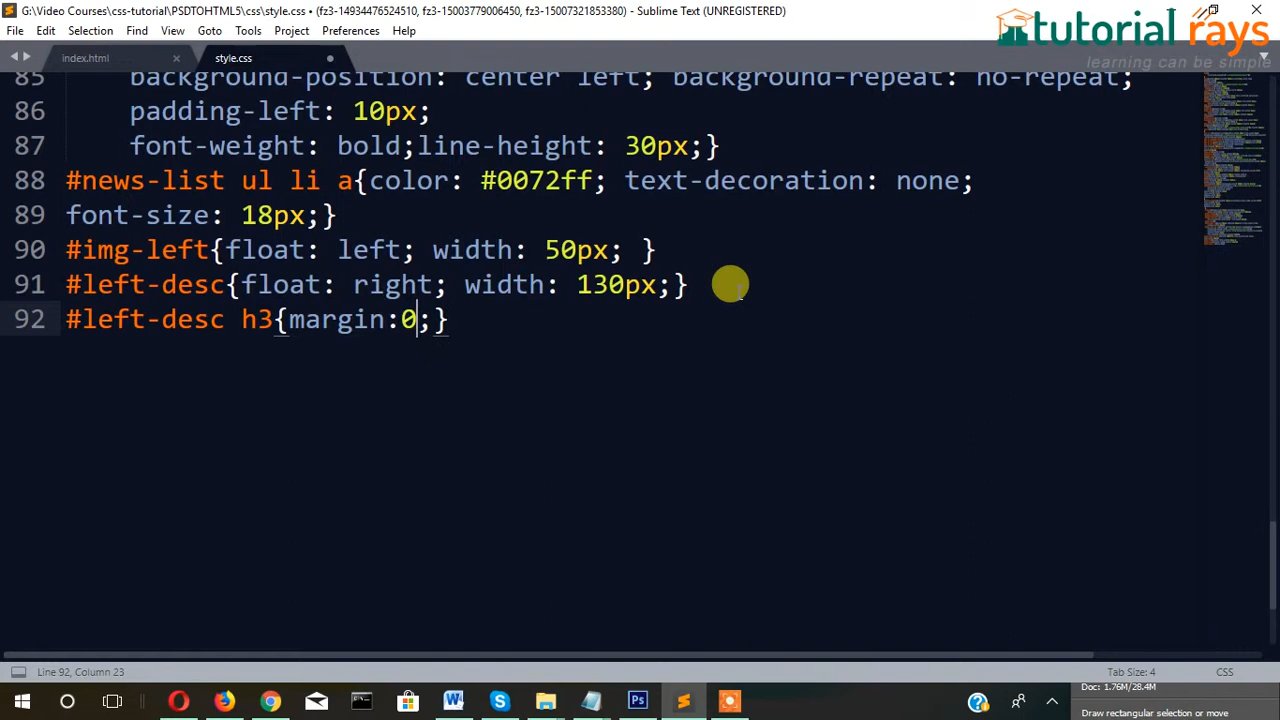 G:\Video Courses\css-tutorial\PSDTOHTML5\css\style.css • (fz3-14934476524510, fz3-15003779006450, fz3-15007321853380) - Sublime Text (UNREGISTERED)
File Edit Selection Find View Goto Tools Project Preferences Help
tutorial rays
learning can be simple
index.html style.css
85 background-position: center left; background-repeat: no-repeat;
86 padding-left: 10px;
87 font-weight: bold;line-height: 30px;}
88 #news-list ul li a{color: #0072ff; text-decoration: none;
89 font-size: 18px;}
90 #img-left{float: left; width: 50px; }
91 #left-desc{float: right; width: 130px;}
92 #left-desc h3{margin:0;}
Line 92, Column 23 Tab Size: 4 CSS
Doc: 1.76M/28.4M
Draw rectangular selection or move